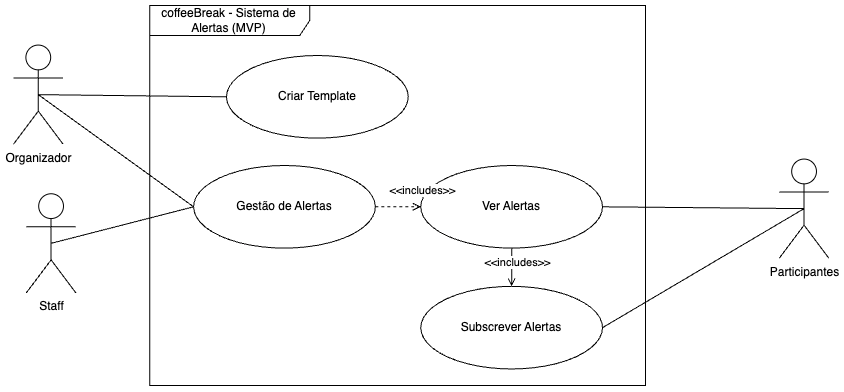 coffeeBreak - Sistema de
Alertas (MVP)
Criar Template
Organizador
Gestão de Alertas
<<includes>>
Ver Alertas
<<includes>>
Participantes
Staff
Subscrever Alertas